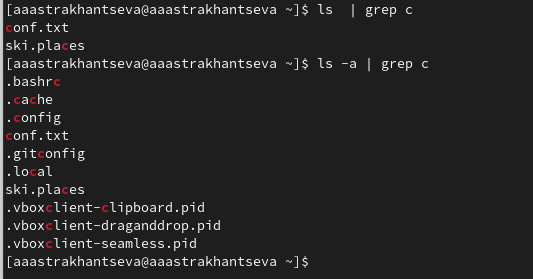 [aaastrakhantseva@aaastrakhantseva ~]$ ls  | grep c
conf.txt
ski.places
[aaastrakhantseva@aaastrakhantseva ~]$ ls -a | grep c
.bashrc
.cache
.config
conf.txt
.gitconfig
.local
ski.places
.vboxclient-clipboard.pid
.vboxclient-draganddrop.pid
.vboxclient-seamless.pid
[aaastrakhantseva@aaastrakhantseva ~]$